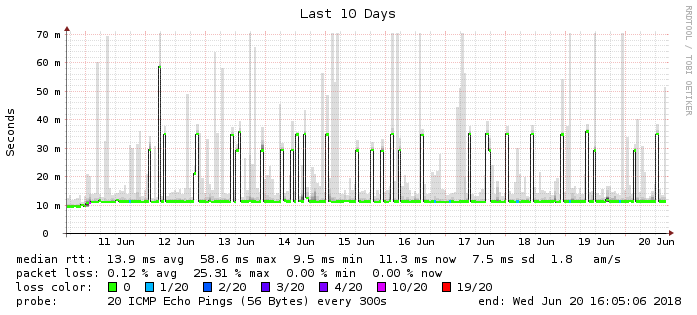 Last 10 Days
RRDTOOL / TOBI OETIKER
Seconds
70 m
60 m
50 m
40 m
30 m
20 m
10 m
0
11 Jun 12 Jun 13 Jun 14 Jun 15 Jun 16 Jun 17 Jun 18 Jun 19 Jun 20 Jun
median rtt: 13.9 ms avg 58.6 ms max 9.5 ms min 11.3 ms now 7.5 ms sd 1.8 am/s
packet loss: 0.12 % avg 25.31 % max 0.00 % min 0.00 % now
loss color: 0 1/20 2/20 3/20 4/20 10/20 19/20
probe: 20 ICMP Echo Pings (56 Bytes) every 300s end: Wed Jun 20 16:05:06 2018